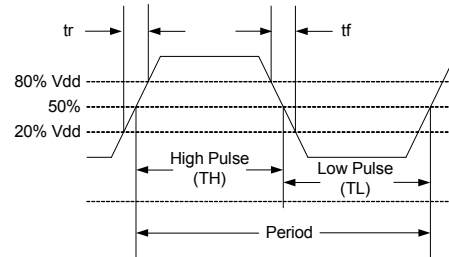 tr
tf
80% Vdd
50%
20% Vdd
High Pulse
(TH)
Low Pulse
(TL)
Period